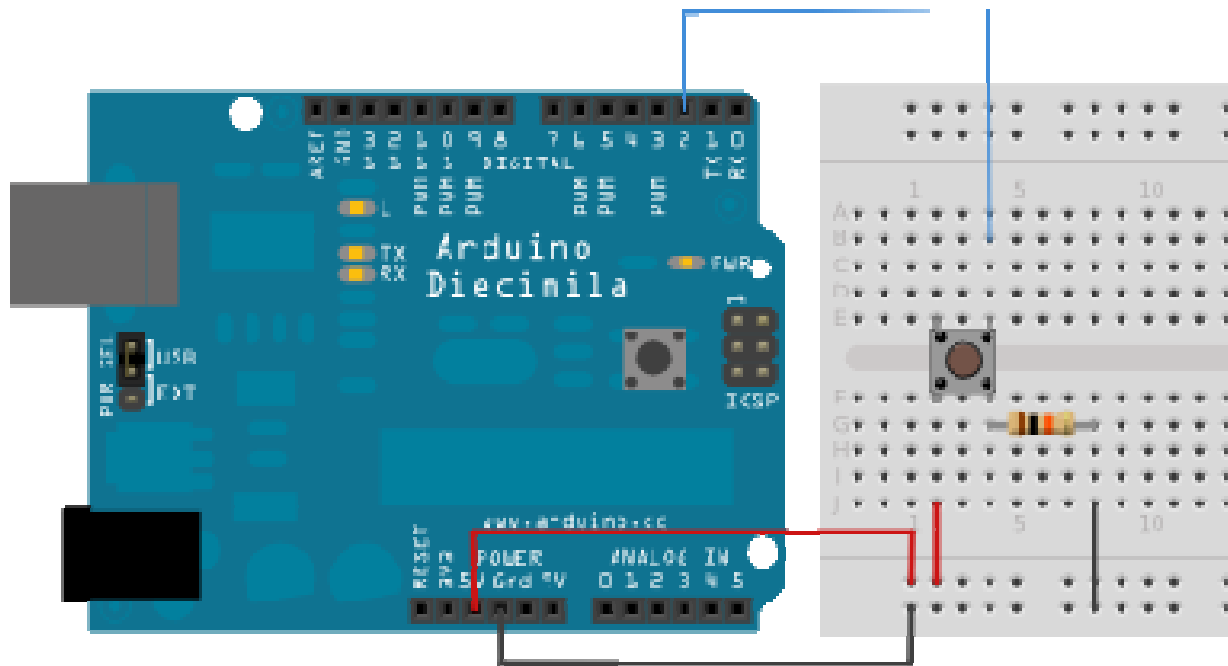 AREF GND 13 12 11 10 9 8 7 6 5 4 3 2 1 0
DIGITAL
PWM PWM PWM PWM PWM PWM TX RX
L
TX
RX
Arduino
Diecimila
PWR
1
ICSP
PWR SEL
USB
EXT
www.arduino.cc
POWER
ANALOG IN
RESET 3V3 5V Gnd 9V 0 1 2 3 4 5
1 5 10
A
B
C
D
E
F
G
H
I
J
1 5 10